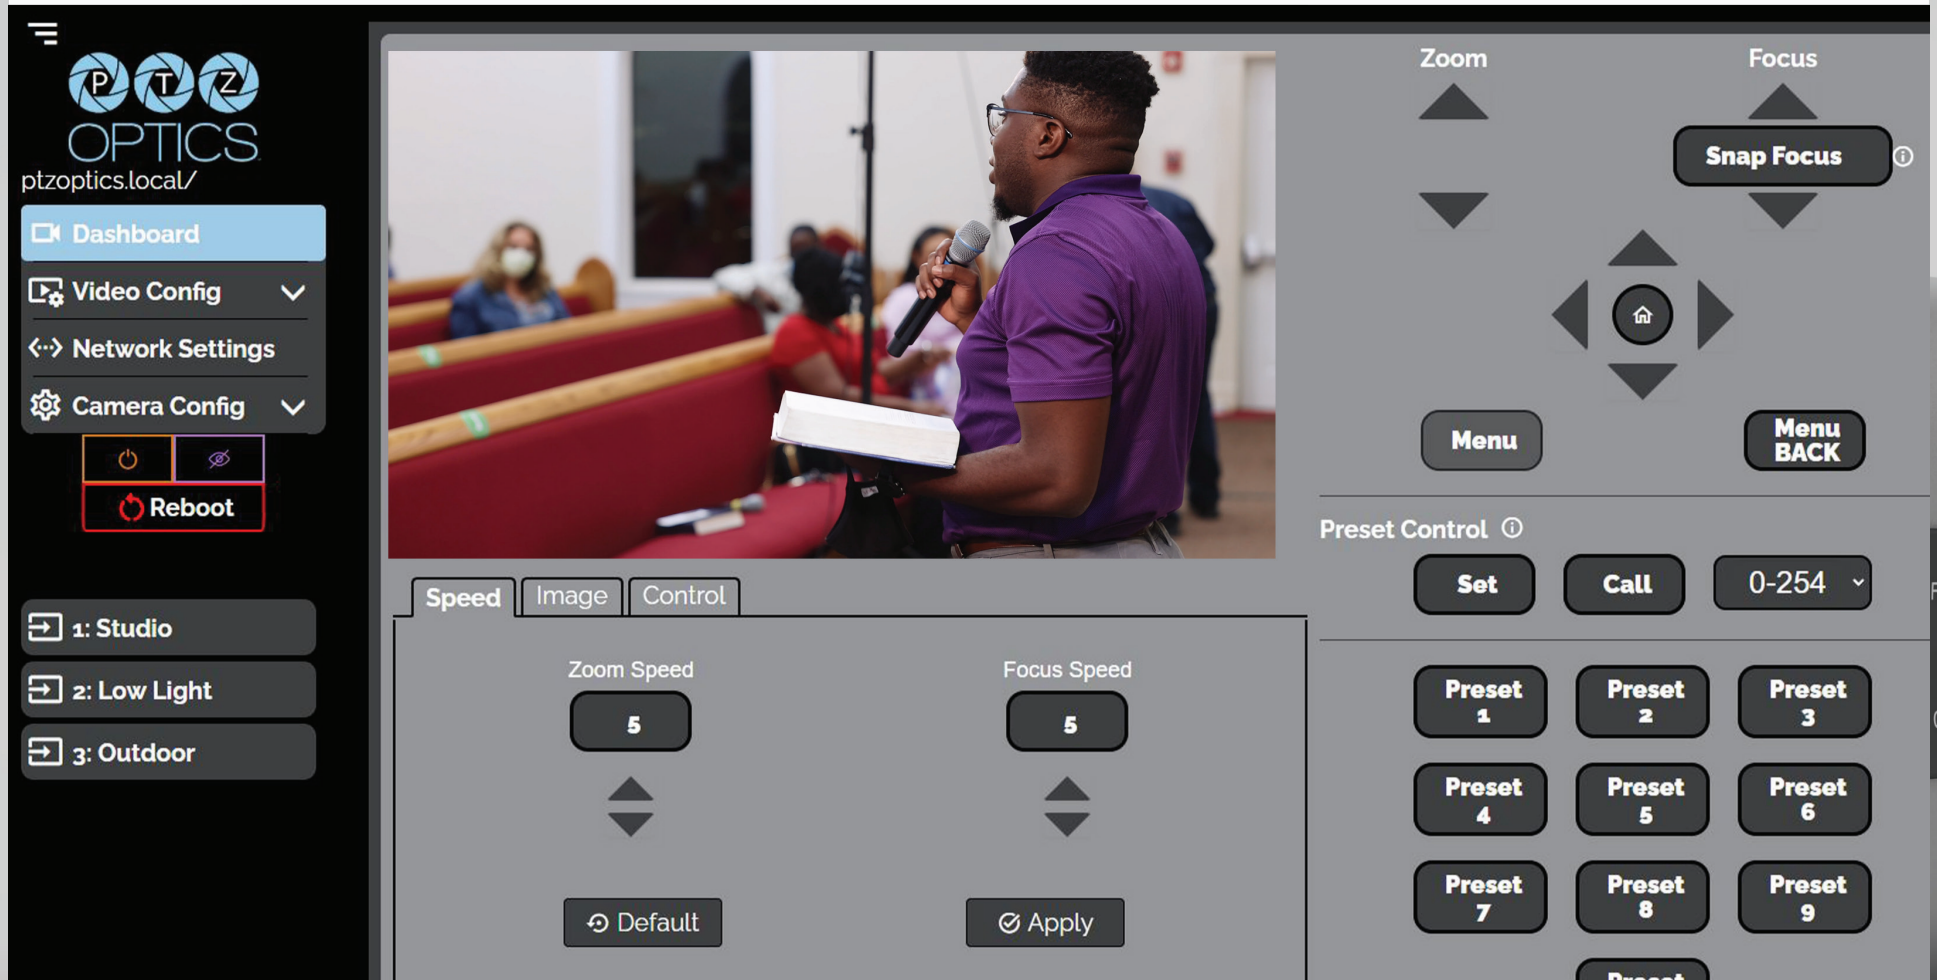 P T Z
OPTICS
ptzoptics.local/
Dashboard
Video Config
Network Settings
Camera Config
Reboot
1: Studio
2: Low Light
3: Outdoor
Speed
Image
Control
Zoom Speed
Focus Speed
5
5
Default
Apply
Zoom
Focus
Snap Focus
Menu
Menu
BACK
Preset Control
Set
Call
0-254
Preset
1
Preset
2
Preset
3
Preset
4
Preset
5
Preset
6
Preset
7
Preset
8
Preset
9